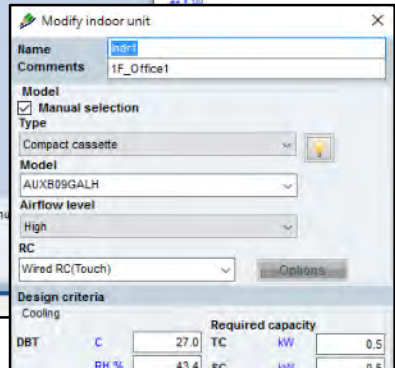 Modify indoor unit
Name indr1
Comments 1F_Office1
Model
Manual selection
Type
Compact cassette
Model
AUXB09GALH
Airflow level
High
RC
Wired RC(Touch)
Options
Design criteria
Cooling
Required capacity
DBT C 27.0 TC kW 0.5
RH % 43.4 SC kW 0.5